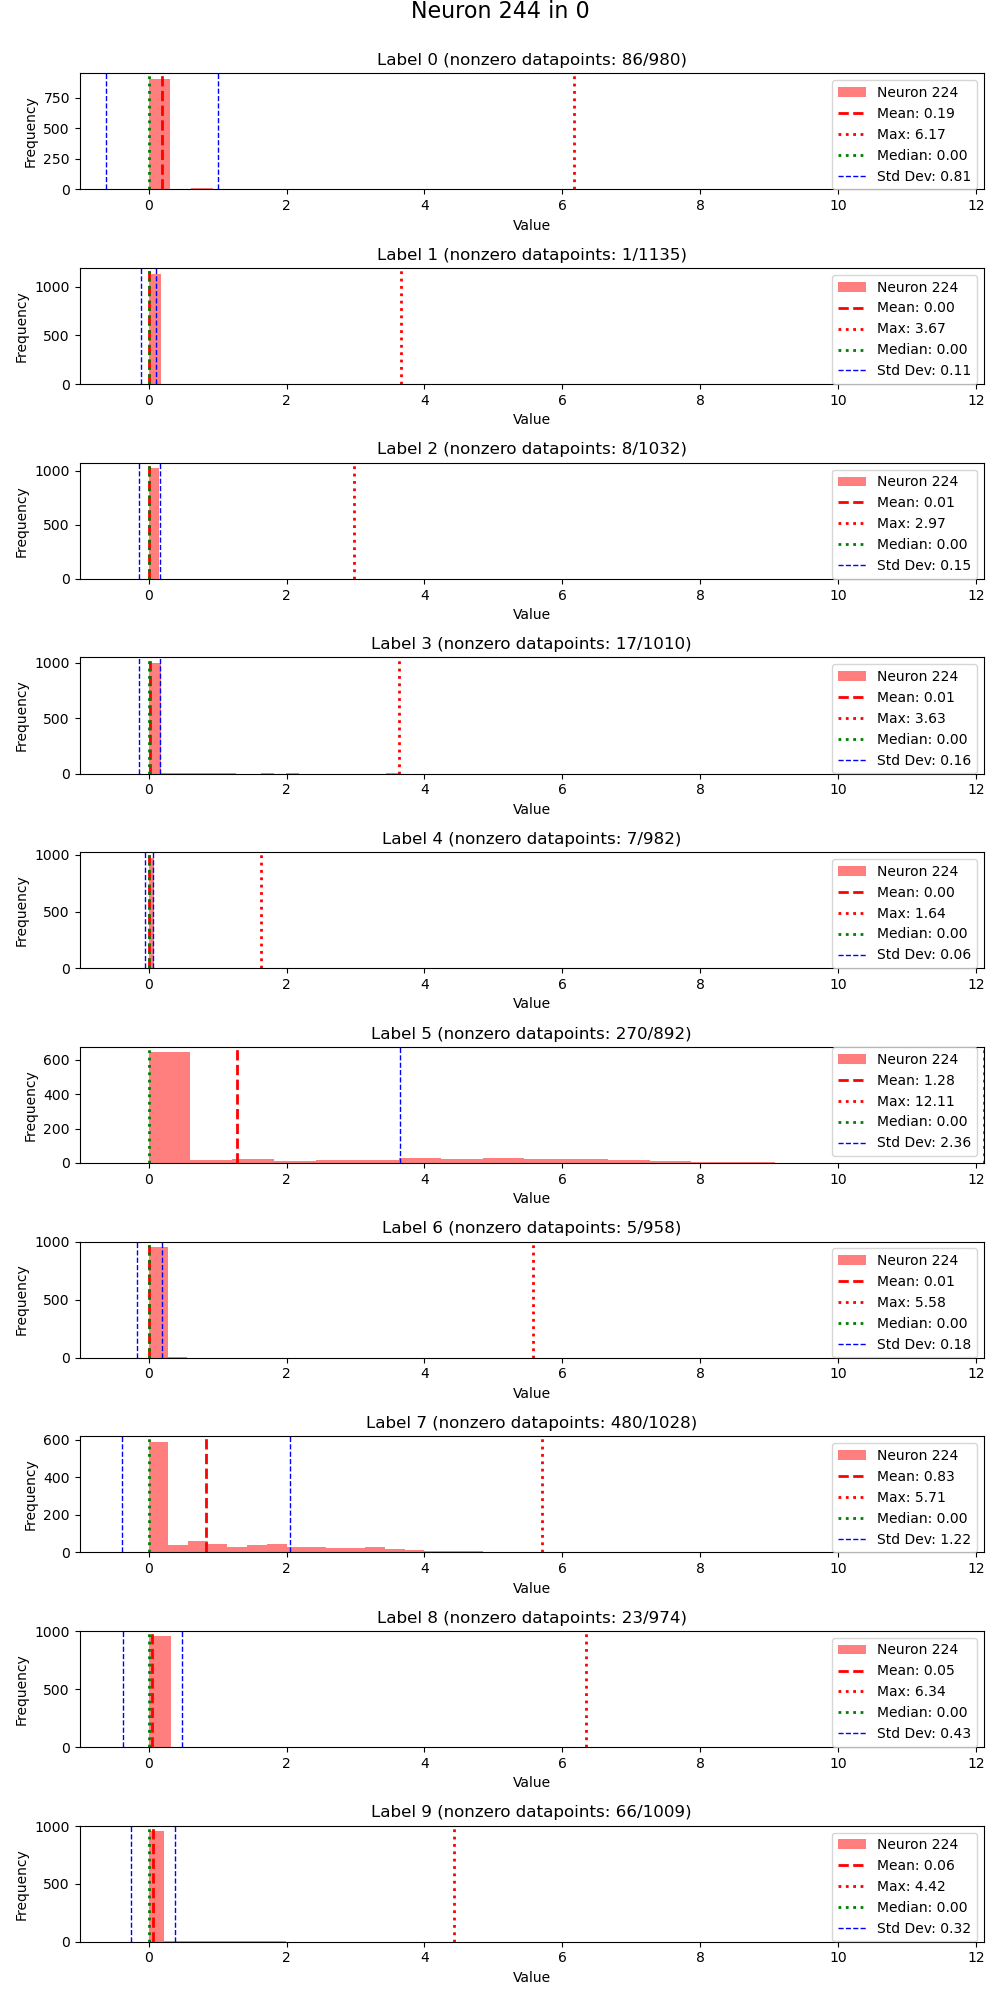 Neuron 244 in 0
Label 0 (nonzero datapoints: 86/980)
Frequency
750
500
250
0
Neuron 224
Mean: 0.19
Max: 6.17
Median: 0.00
Std Dev: 0.81
0 2 4 6 8 10 12
Value
Label 1 (nonzero datapoints: 1/1135)
Frequency
1000
500
0
Neuron 224
Mean: 0.00
Max: 3.67
Median: 0.00
Std Dev: 0.11
0 2 4 6 8 10 12
Value
Label 2 (nonzero datapoints: 8/1032)
Frequency
1000
500
0
Neuron 224
Mean: 0.01
Max: 2.97
Median: 0.00
Std Dev: 0.15
0 2 4 6 8 10 12
Value
Label 3 (nonzero datapoints: 17/1010)
Frequency
1000
500
0
Neuron 224
Mean: 0.01
Max: 3.63
Median: 0.00
Std Dev: 0.16
0 2 4 6 8 10 12
Value
Label 4 (nonzero datapoints: 7/982)
Frequency
1000
500
0
Neuron 224
Mean: 0.00
Max: 1.64
Median: 0.00
Std Dev: 0.06
0 2 4 6 8 10 12
Value
Label 5 (nonzero datapoints: 270/892)
Frequency
600
400
200
0
Neuron 224
Mean: 1.28
Max: 12.11
Median: 0.00
Std Dev: 2.36
0 2 4 6 8 10 12
Value
Label 6 (nonzero datapoints: 5/958)
Frequency
1000
500
0
Neuron 224
Mean: 0.01
Max: 5.58
Median: 0.00
Std Dev: 0.18
0 2 4 6 8 10 12
Value
Label 7 (nonzero datapoints: 480/1028)
Frequency
600
400
200
0
Neuron 224
Mean: 0.83
Max: 5.71
Median: 0.00
Std Dev: 1.22
0 2 4 6 8 10 12
Value
Label 8 (nonzero datapoints: 23/974)
Frequency
1000
500
0
Neuron 224
Mean: 0.05
Max: 6.34
Median: 0.00
Std Dev: 0.43
0 2 4 6 8 10 12
Value
Label 9 (nonzero datapoints: 66/1009)
Frequency
1000
500
0
Neuron 224
Mean: 0.06
Max: 4.42
Median: 0.00
Std Dev: 0.32
0 2 4 6 8 10 12
Value